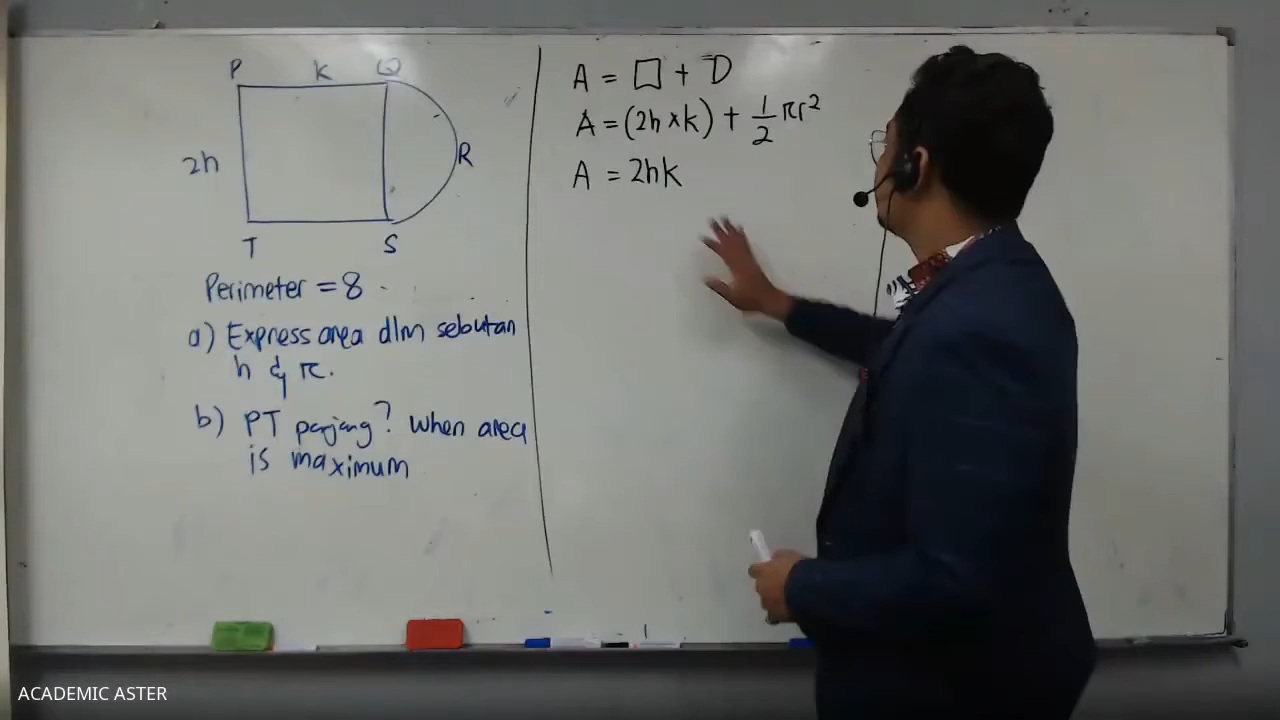 P k Q
2h
R
T S
Perimeter = 8
a) Express area dlm sebutan
h & π.
b) PT panjang? When area
is maximum
A = □ + D
A = (2h × k) + 1/2 πr²
A = 2hk
ACADEMIC ASTER